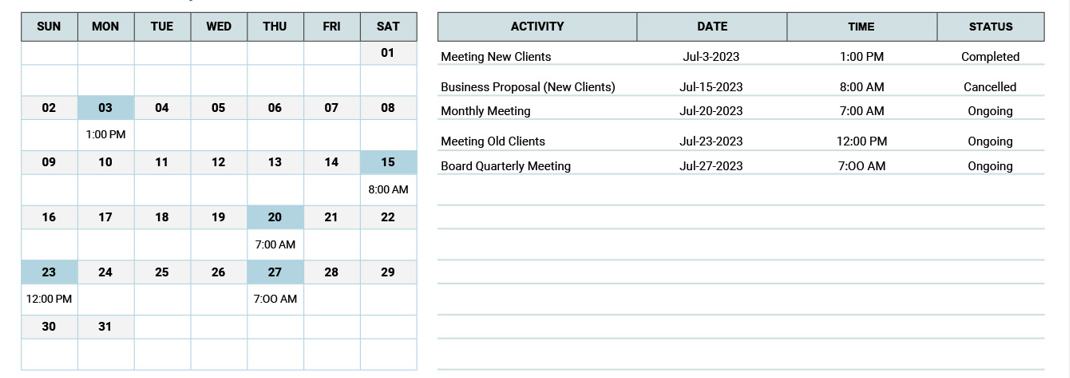 SUN MON TUE WED THU FRI SAT
01
02 03 04 05 06 07 08
1:00 PM
09 10 11 12 13 14 15
8:00 AM
16 17 18 19 20 21 22
7:00 AM
23 24 25 26 27 28 29
12:00 PM 7:OO AM
30 31
ACTIVITY DATE TIME STATUS
Meeting New Clients Jul-3-2023 1:00 PM Completed
Business Proposal (New Clients) Jul-15-2023 8:00 AM Cancelled
Monthly Meeting Jul-20-2023 7:00 AM Ongoing
Meeting Old Clients Jul-23-2023 12:00 PM Ongoing
Board Quarterly Meeting Jul-27-2023 7:OO AM Ongoing